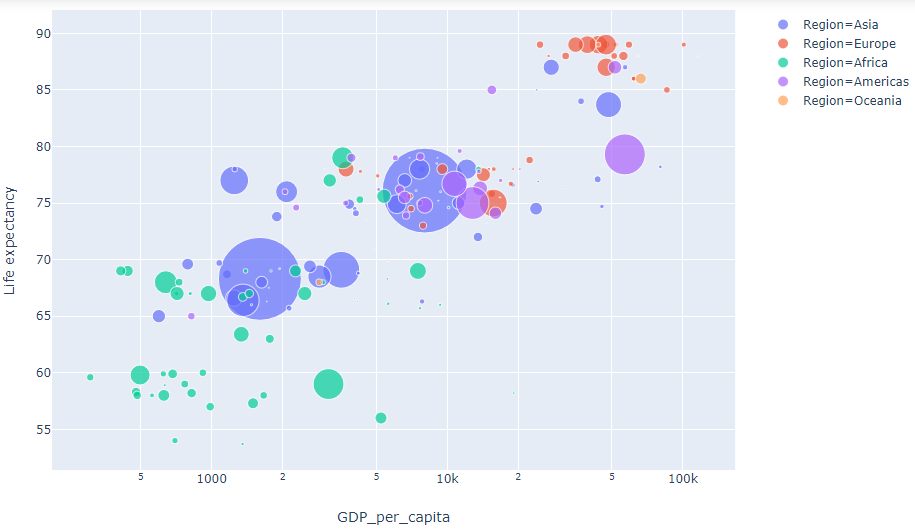 90
85
80
75
70
65
60
55
Life expectancy
5
1000
2
5
10k
2
5
100k
GDP_per_capita
Region=Asia
Region=Europe
Region=Africa
Region=Americas
Region=Oceania